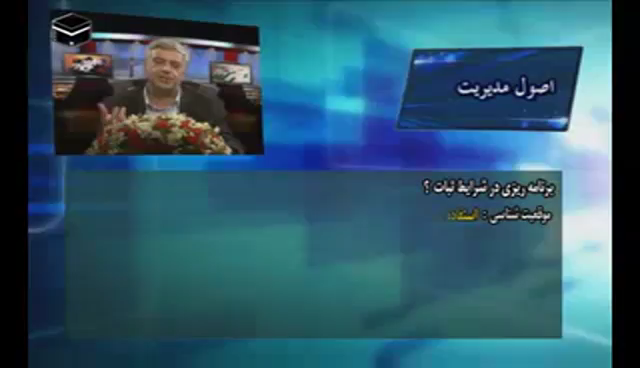 اصول مدیریت
برنامه ریزی در شرایط ثبات ؟
موقعیت شناسی : استفاده